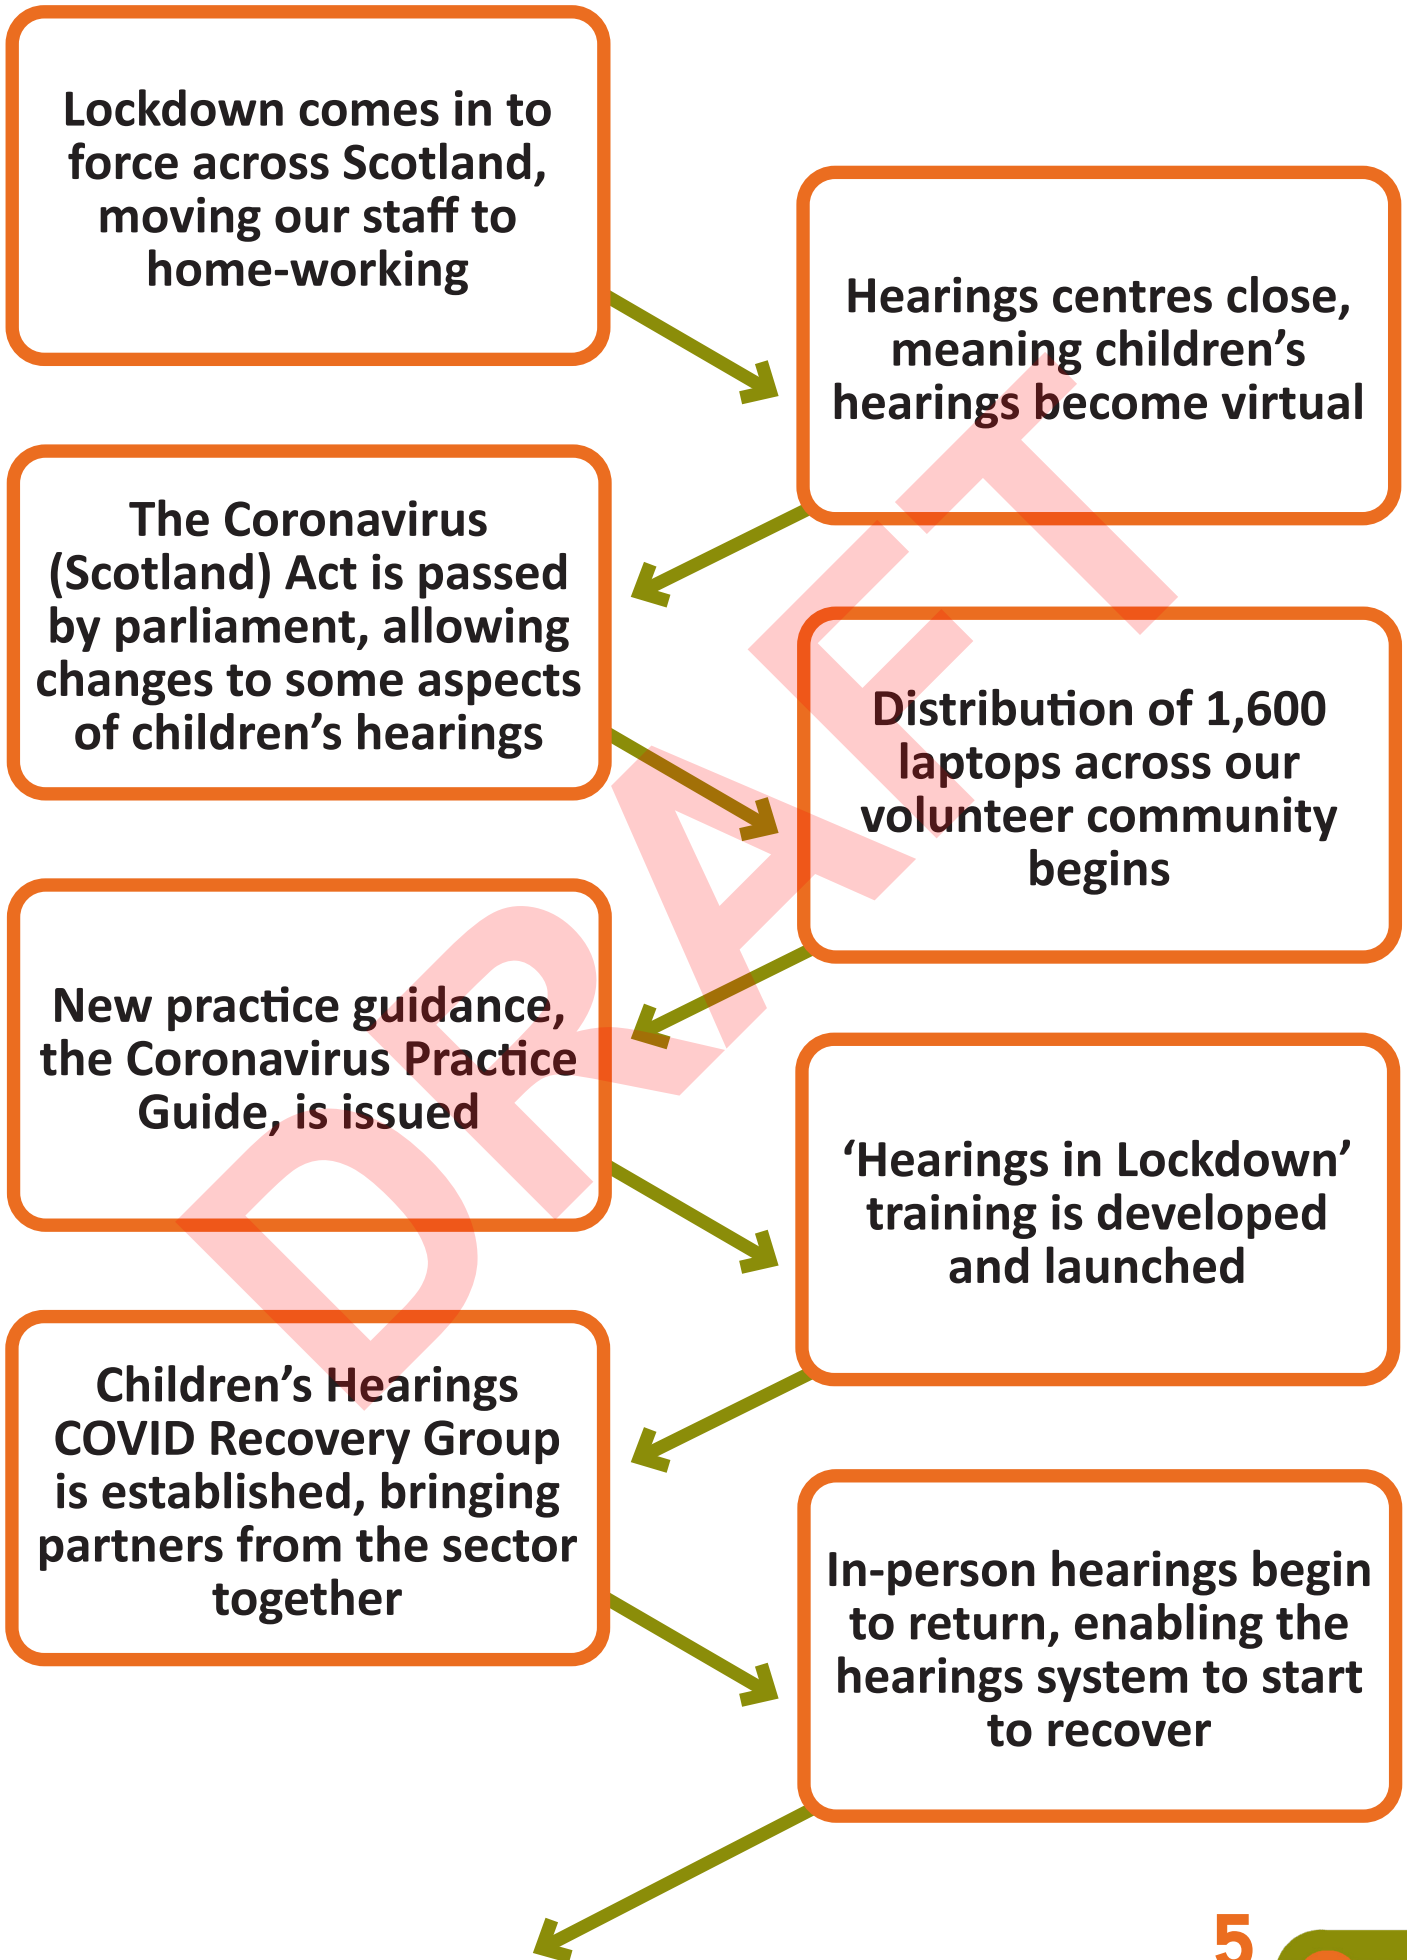 Lockdown comes in to
force across Scotland,
moving our staff to
home-working
Hearings centres close,
meaning children’s
hearings become virtual
The Coronavirus
(Scotland) Act is passed
by parliament, allowing
changes to some aspects
of children’s hearings
Distribution of 1,600
laptops across our
volunteer community
begins
New practice guidance,
the Coronavirus Practice
Guide, is issued
‘Hearings in Lockdown’
training is developed
and launched
Children’s Hearings
COVID Recovery Group
is established, bringing
partners from the sector
together
In-person hearings begin
to return, enabling the
hearings system to start
to recover
DRAFT
5